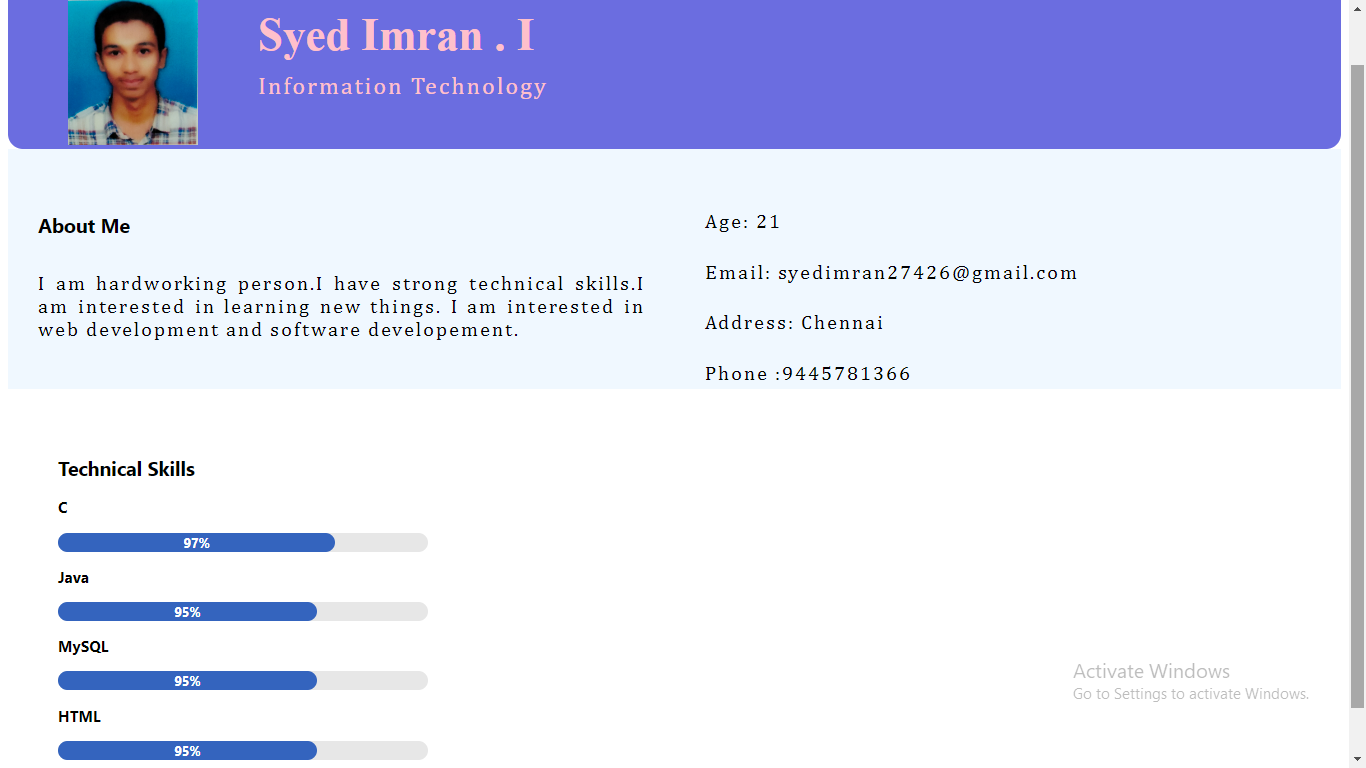 Syed Imran . I
Information Technology
About Me
I am hardworking person.I have strong technical skills.I
am interested in learning new things. I am interested in
web development and software developement.
Age: 21
Email: syedimran27426@gmail.com
Address: Chennai
Phone :9445781366
Technical Skills
C
97%
Java
95%
MySQL
95%
HTML
95%
Activate Windows
Go to Settings to activate Windows.